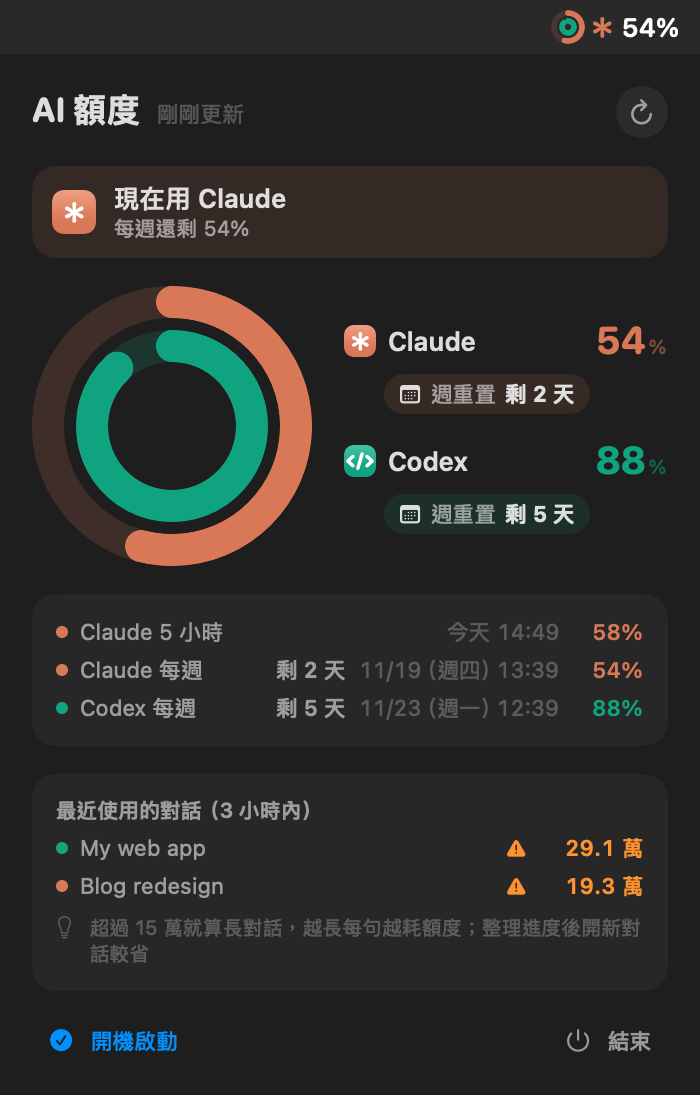 54%
AI 額度 剛剛更新
現在用 Claude
每週還剩 54%
Claude 54%
週重置 剩 2 天
Codex 88%
週重置 剩 5 天
Claude 5 小時 今天 14:49 58%
Claude 每週 剩 2 天 11/19 (週四) 13:39 54%
Codex 每週 剩 5 天 11/23 (週一) 12:39 88%
最近使用的對話 (3 小時內)
My web app 29.1 萬
Blog redesign 19.3 萬
超過 15 萬就算長對話,越長每句越耗額度;整理進度後開新對
話較省
開機啟動 結束